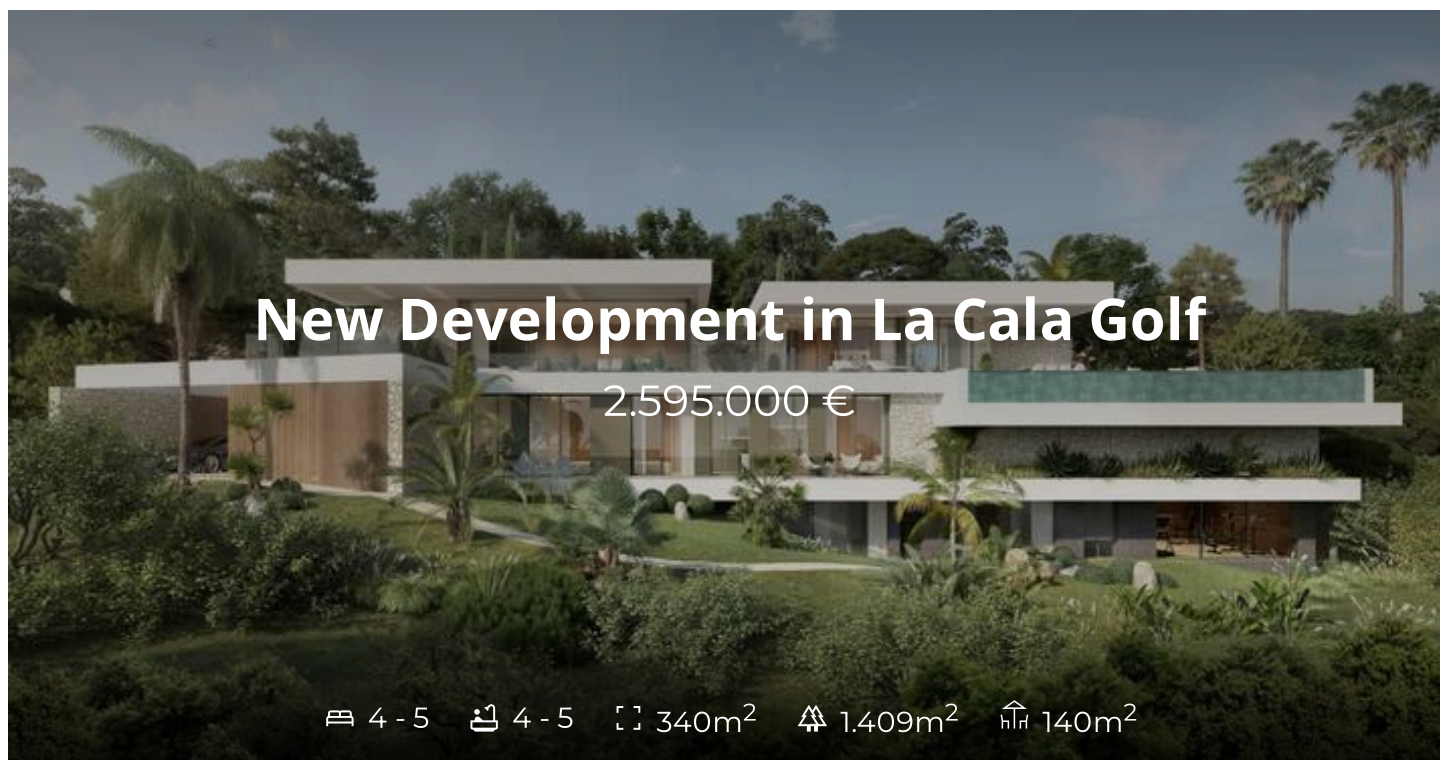 New Development in La Cala Golf
2.595.000 €
4 - 5 4 - 5 340m² 1.409m² 140m²